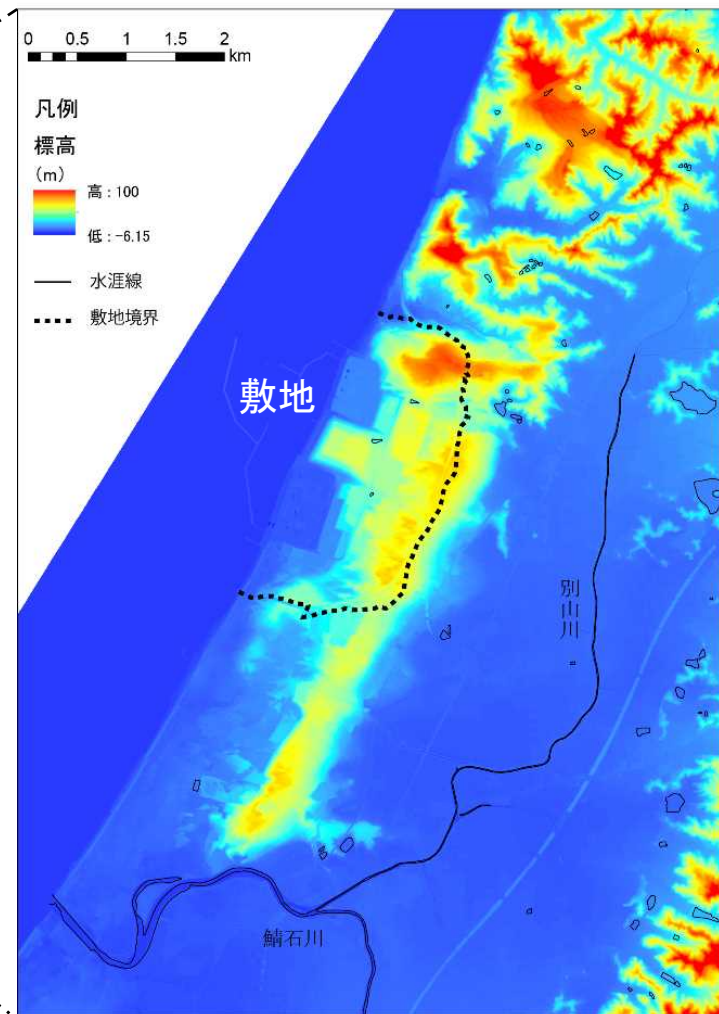 0 0.5 1 1.5 2
km
凡例
標高
(m)
高 : 100
低 : -6.15
水涯線
敷地境界
敷地
別山川
鯖石川